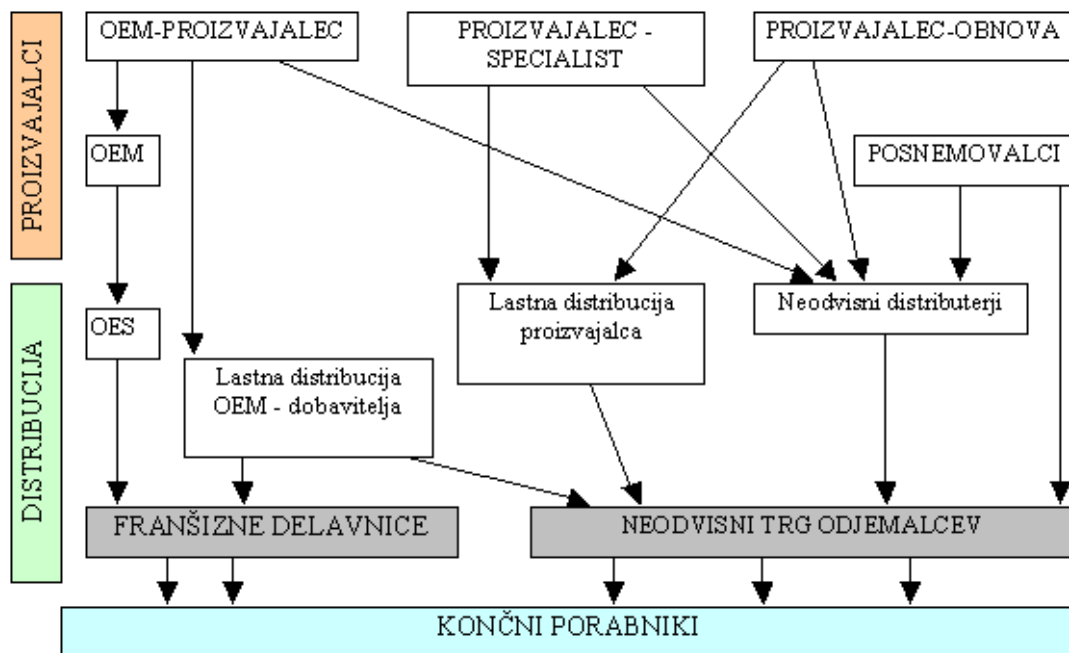 PROIZVAJALCI
OEM-PROIZVAJALEC
PROIZVAJALEC -
SPECIALIST
PROIZVAJALEC-OBNOVA
OEM
POSNEMOVALCI
DISTRIBUCIJA
OES
Lastna distribucija
OEM - dobavitelja
Lastna distribucija
proizvajalca
Neodvisni distributerji
FRANŠIZNE DELAVNICE
NEODVISNI TRG ODJEMALCEV
KONČNI PORABNIKI